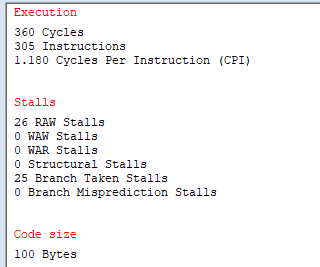 Execution
360 Cycles
305 Instructions
1.180 Cycles Per Instruction (CPI)
Stalls
26 RAW Stalls
0 WAW Stalls
0 WAR Stalls
0 Structural Stalls
25 Branch Taken Stalls
0 Branch Misprediction Stalls
Code size
100 Bytes